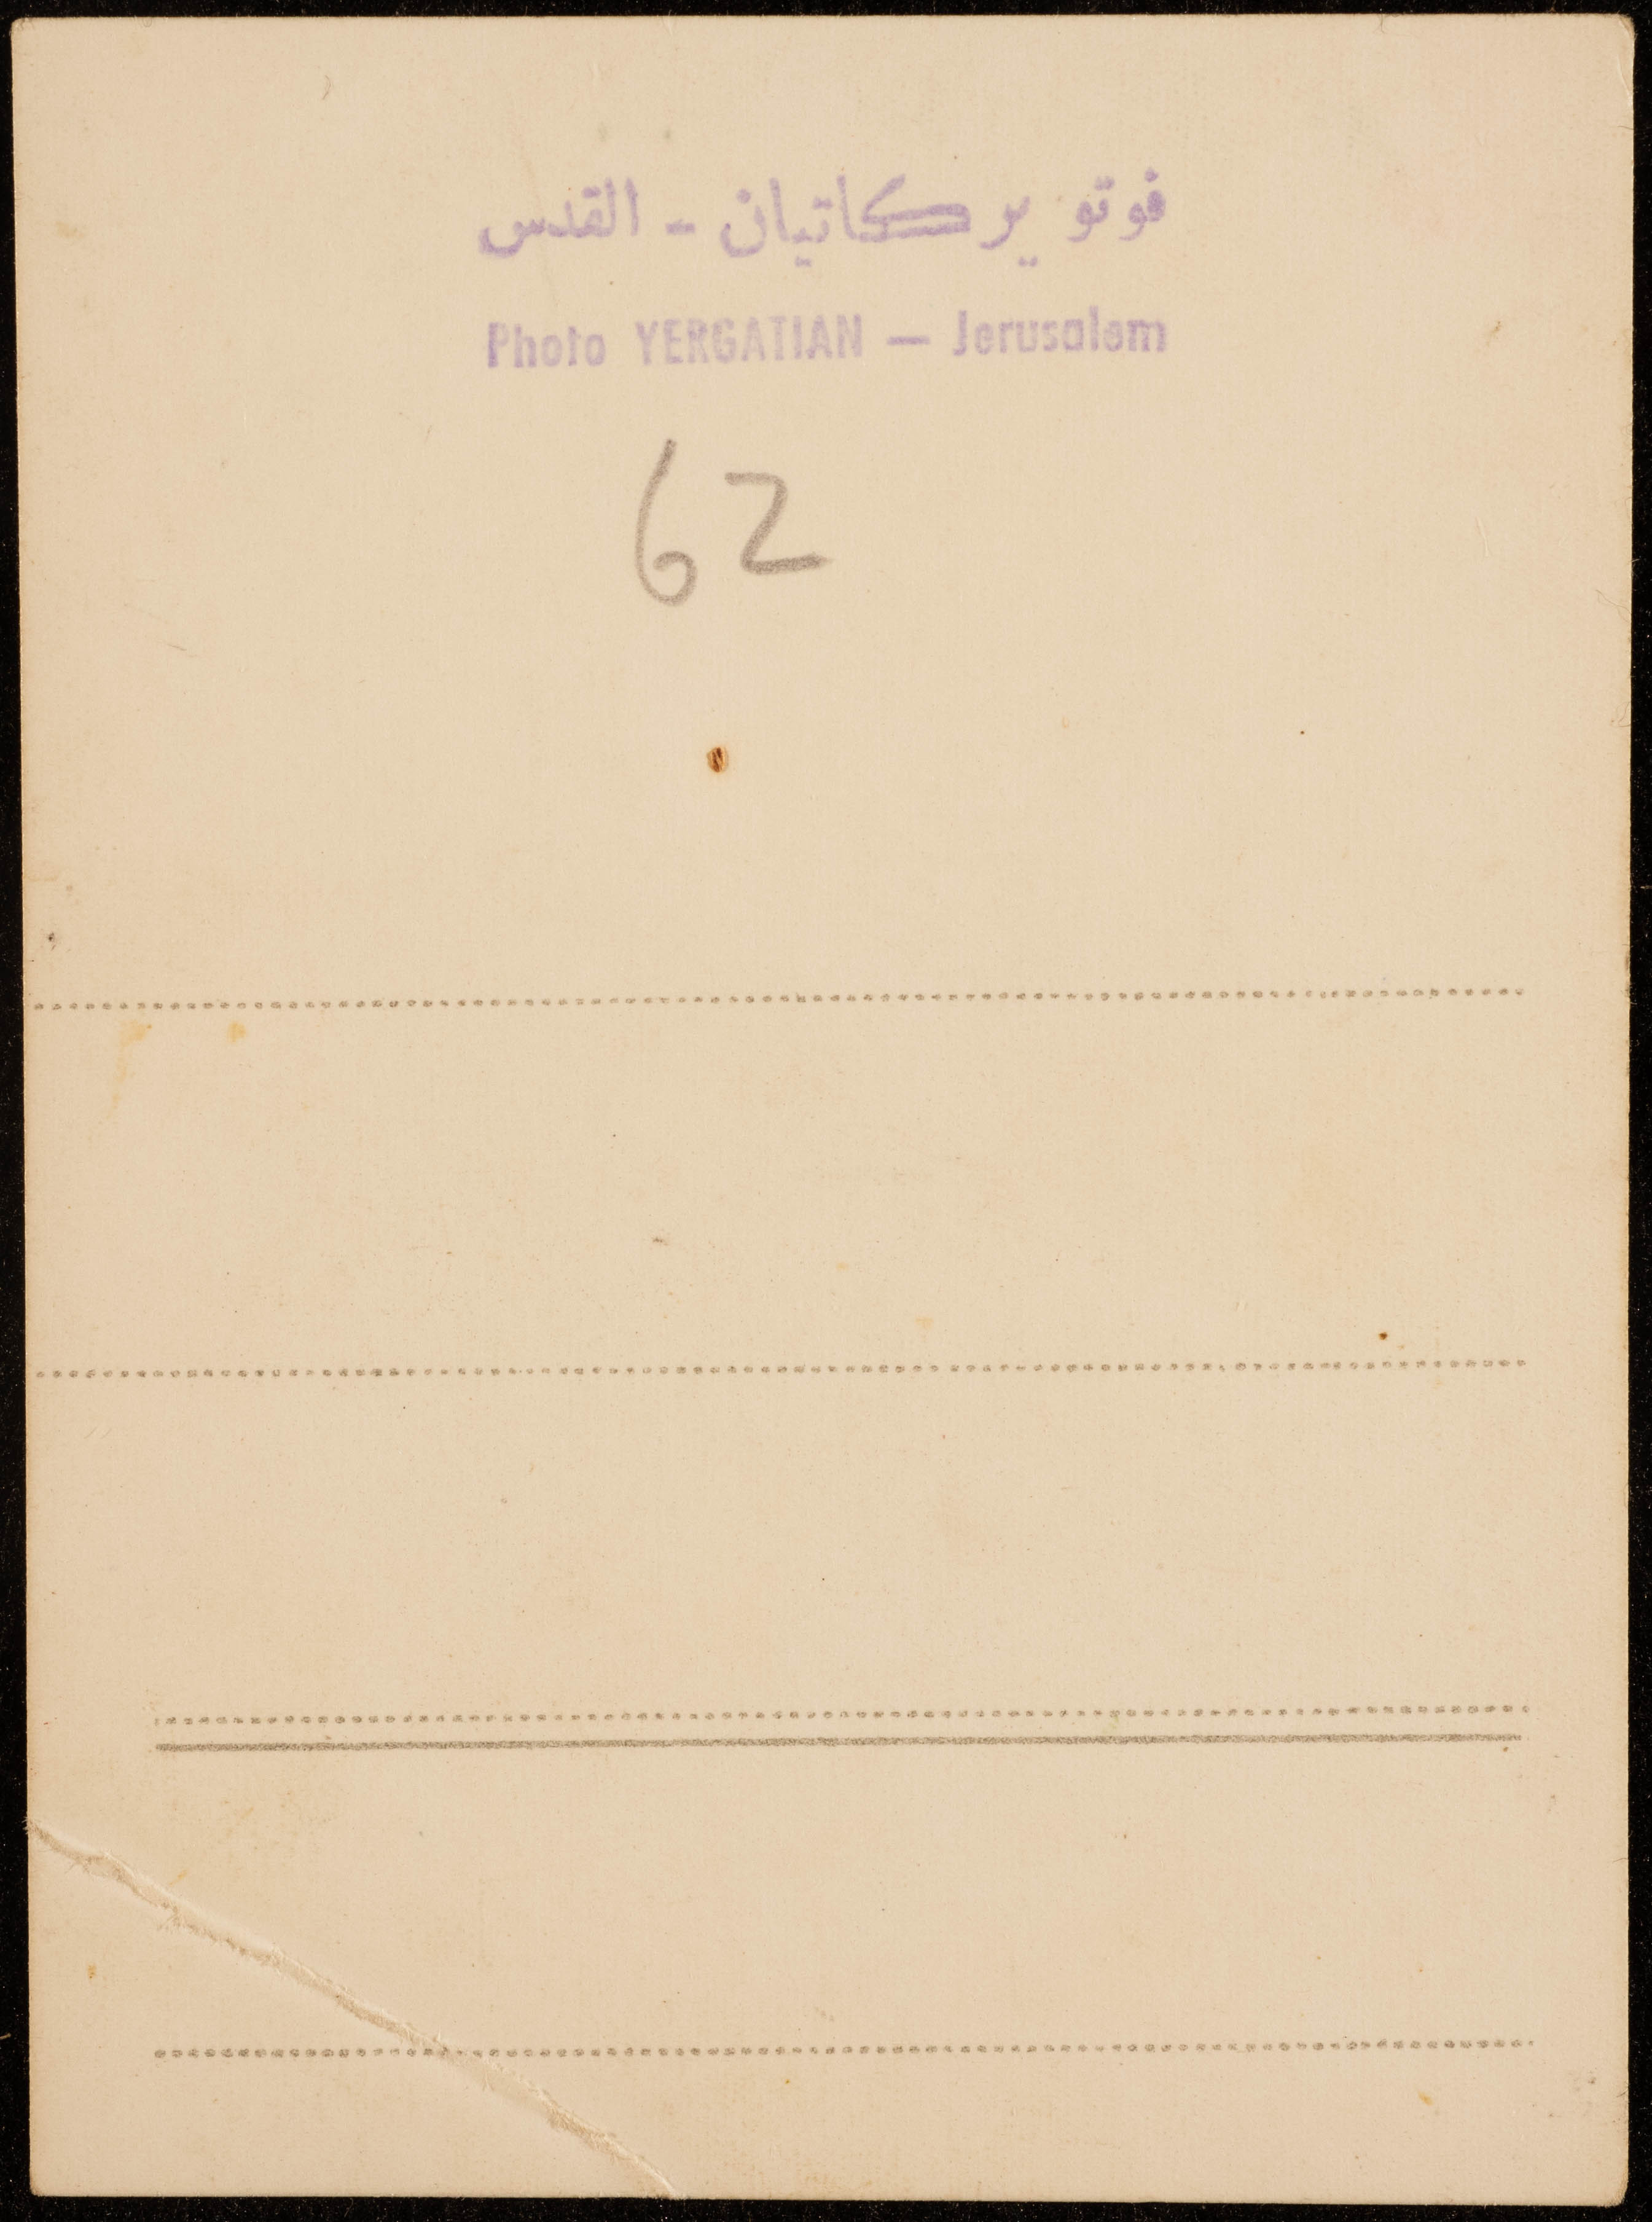 فوتو يركاتيان - القدس
Photo YERGATIAN — Jerusalem
62